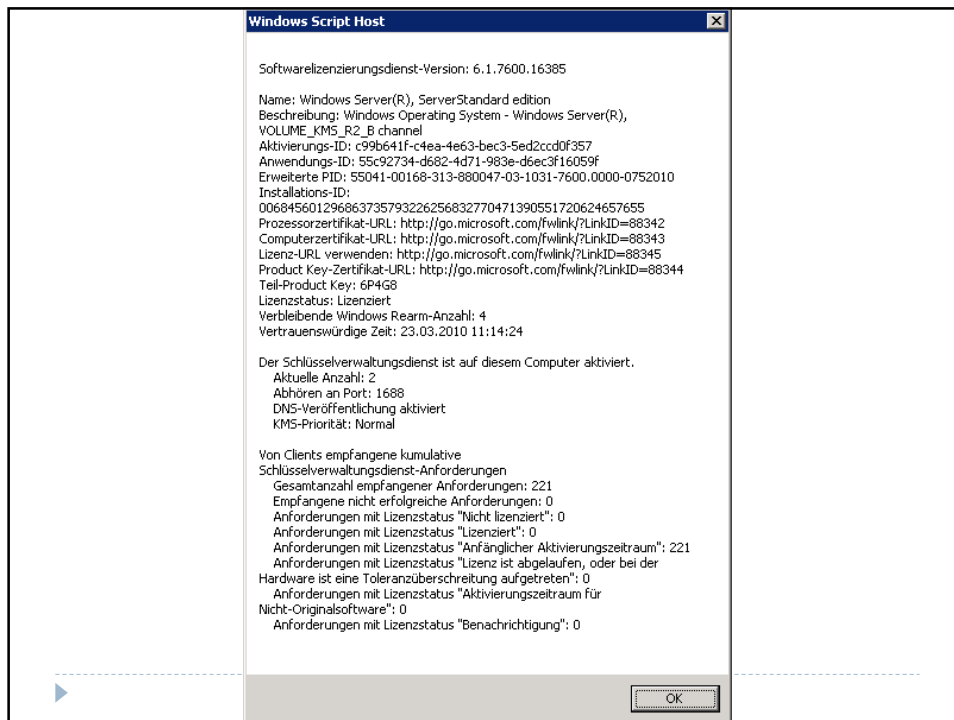 Windows Script Host
Softwarelizenzierungsdienst-Version: 6.1.7600.16385
Name: Windows Server(R), ServerStandard edition
Beschreibung: Windows Operating System - Windows Server(R),
VOLUME_KMS_R2_B channel
Aktivierungs-ID: c99b641f-c4ea-4e63-bec3-5ed2ccd0f357
Anwendungs-ID: 55c92734-d682-4d71-983e-d6ec3f16059f
Erweiterte PID: 55041-00168-313-880047-03-1031-7600.0000-0752010
Installations-ID:
006845601296863735793226256832770471390551720624657655
Prozessorzertifikat-URL: http://go.microsoft.com/fwlink/?LinkID=88342
Computerzertifikat-URL: http://go.microsoft.com/fwlink/?LinkID=88343
Lizenz-URL verwenden: http://go.microsoft.com/fwlink/?LinkID=88345
Product Key-Zertifikat-URL: http://go.microsoft.com/fwlink/?LinkID=88344
Teil-Product Key: 6P4G8
Lizenzstatus: Lizenziert
Verbleibende Windows Rearm-Anzahl: 4
Vertrauenswürdige Zeit: 23.03.2010 11:14:24
Der Schlüsselverwaltungsdienst ist auf diesem Computer aktiviert.
Aktuelle Anzahl: 2
Abhören an Port: 1688
DNS-Veröffentlichung aktiviert
KMS-Priorität: Normal
Von Clients empfangene kumulative
Schlüsselverwaltungsdienst-Anforderungen
Gesamtanzahl empfangener Anforderungen: 221
Empfangene nicht erfolgreiche Anforderungen: 0
Anforderungen mit Lizenzstatus "Nicht lizenziert": 0
Anforderungen mit Lizenzstatus "Lizenziert": 0
Anforderungen mit Lizenzstatus "Anfänglicher Aktivierungszeitraum": 221
Anforderungen mit Lizenzstatus "Lizenz ist abgelaufen, oder bei der
Hardware ist eine Toleranzüberschreitung aufgetreten": 0
Anforderungen mit Lizenzstatus "Aktivierungszeitraum für
Nicht-Originalsoftware": 0
Anforderungen mit Lizenzstatus "Benachrichtigung": 0
OK